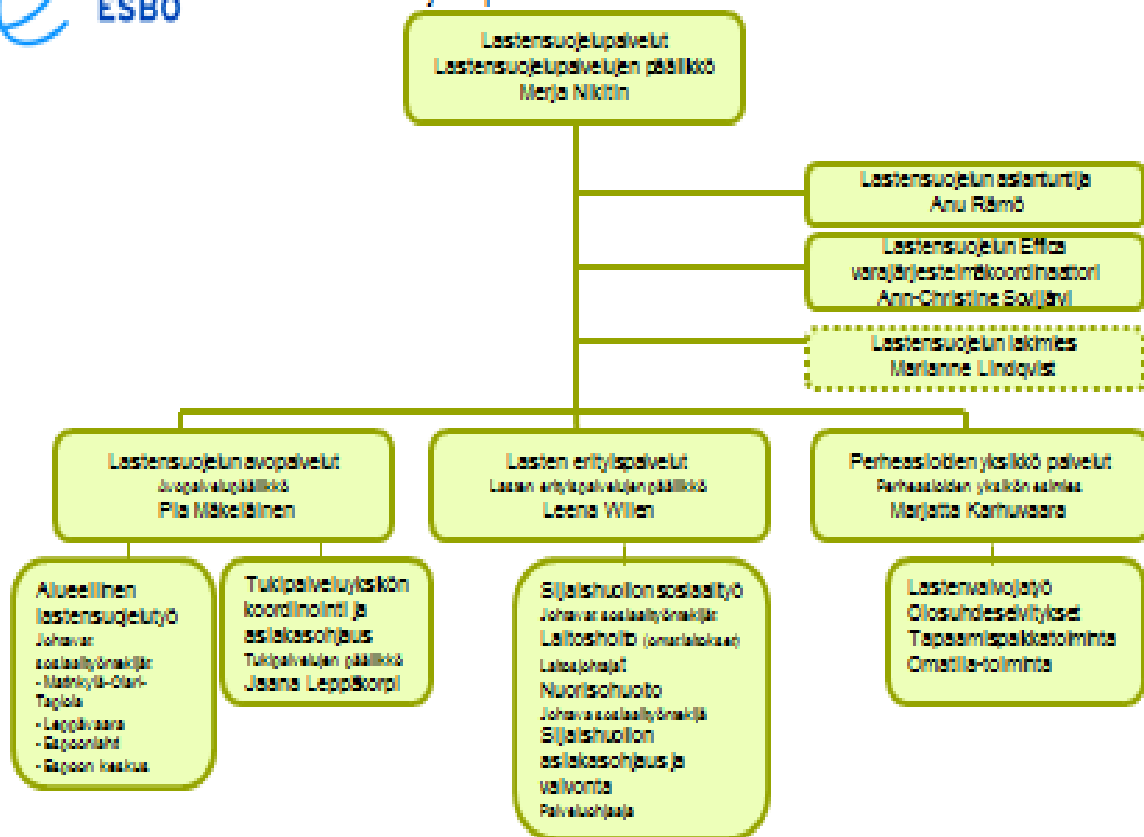 ESBO
Lastensuojelupalvelut
Lastensuojelupalvelujen päällikkö
Merja Nikitin
Lastensuojelun asiantuntija
Anu Rämö
Lastensuojelun Effica
varajärjestelmäkoordinaattori
Ann-Christine Sovijärvi
Lastensuojelun lakimies
Marianne Lindqvist
Lastensuojelun avopalvelut
Avopalvelupäällikkö
Pia Mäkeläinen
Lasten erityispalvelut
Lasten erityispalvelujen päällikkö
Leena Wilen
Perheasioiden yksikkö palvelut
Perheasioiden yksikön esimies
Marjatta Karhuvaara
Alueellinen
lastensuojelutyö
Johtavat
sosiaalityöntekijät
- Matinkylä-Olari-
Tapiola
- Leppävaara
- Espoonlahti
- Espoon keskus
Tukipalveluyksikön
koordinointi ja
asiakasohjaus
Tukipalvelujen päällikkö
Jaana Leppäkorpi
Sijaishuollon sosiaalityö
Johtavat sosiaalityöntekijät
Laitoshoito (omat laitokset)
Laitosjohtajat
Nuorisohuolto
Johtava sosiaalityöntekijä
Sijaishuollon
asiakasohjaus ja
valvonta
Palveluohjaaja
Lastenvalvojatyö
Olosuhdeselvitykset
Tapaamispaikkatoiminta
Omatila-toiminta